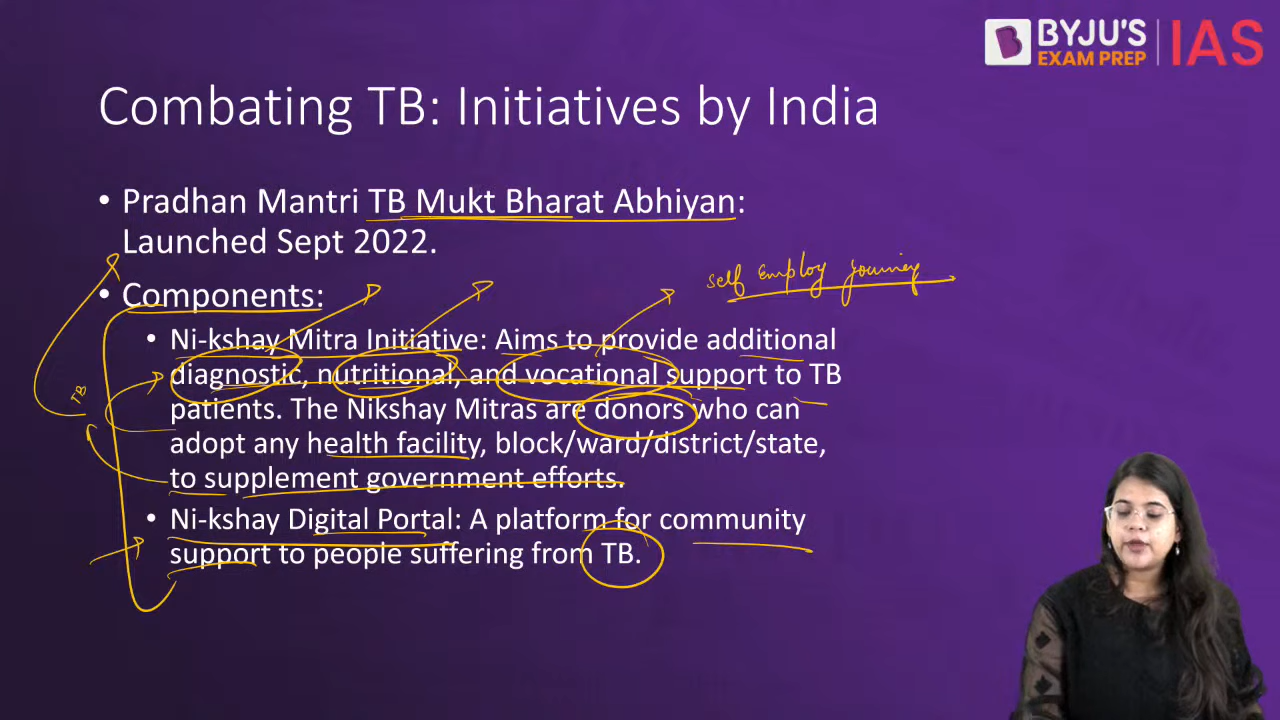 BYJU'S
EXAM PREP
IAS
Combating TB: Initiatives by India
• Pradhan Mantri TB Mukt Bharat Abhiyan:
Launched Sept 2022.
self employ journey
• Components:
• Ni-kshay Mitra Initiative: Aims to provide additional
diagnostic, nutritional, and vocational support to TB
TB
patients. The Nikshay Mitras are donors who can
adopt any health facility, block/ward/district/state,
to supplement government efforts.
• Ni-kshay Digital Portal: A platform for community
support to people suffering from TB.